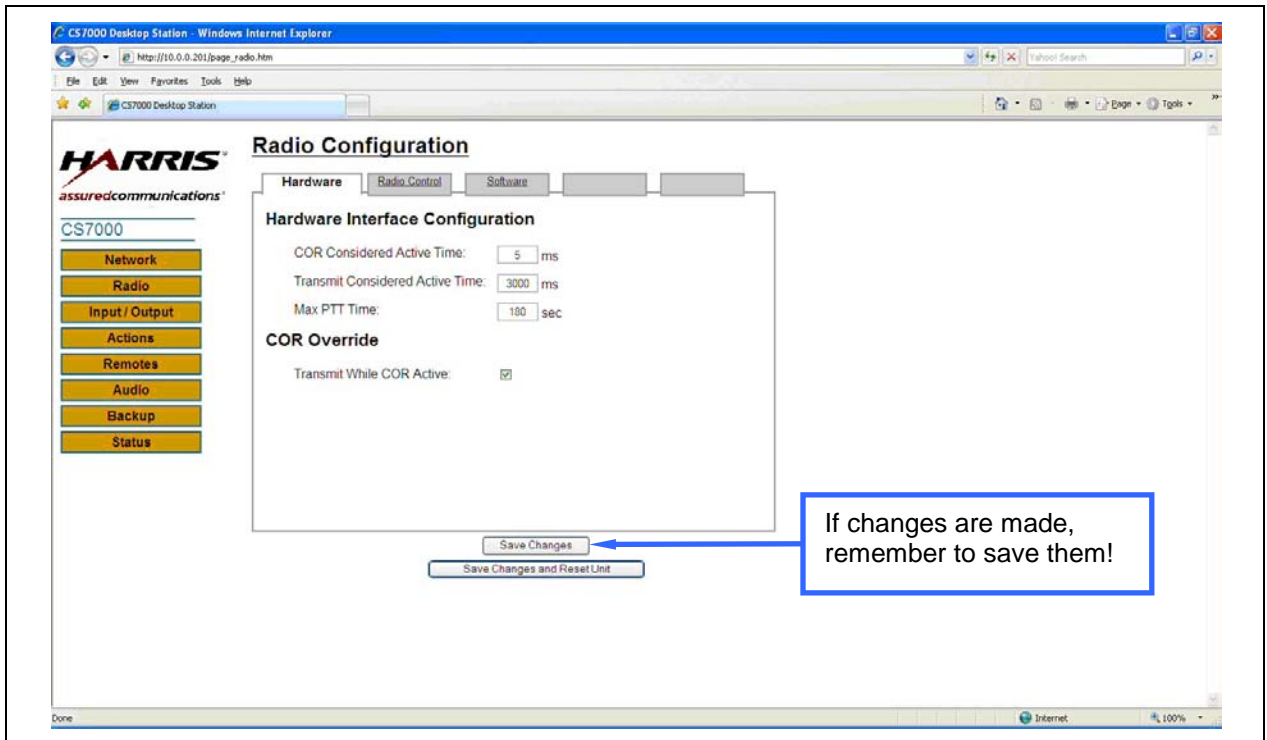 CS7000 Desktop Station - Windows Internet Explorer
http://10.0.0.201/page_radio.htm
Yahoo! Search
File Edit View Favorites Tools Help
CS7000 Desktop Station
Page Tools
HARRIS
assuredcommunications
CS7000
Network
Radio
Input / Output
Actions
Remotes
Audio
Backup
Status
Radio Configuration
Hardware Radio Control Software
Hardware Interface Configuration
COR Considered Active Time: 5 ms
Transmit Considered Active Time: 3000 ms
Max PTT Time: 180 sec
COR Override
Transmit While COR Active:
Save Changes
Save Changes and Reset Unit
If changes are made,
remember to save them!
Done
Internet
100%